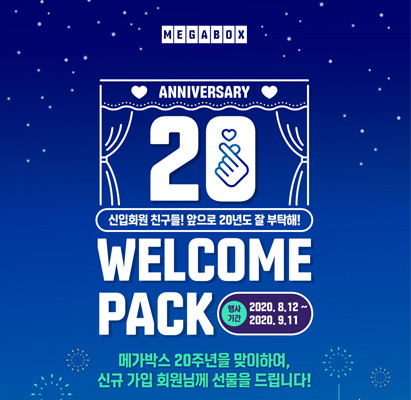 MEGABOX
ANNIVERSARY
20
신입회원 친구들! 앞으로 20년도 잘 부탁해!
WELCOME
PACK
행사
기간
2020. 8.12 ~
2020. 9.11
메가박스 20주년을 맞이하여,
신규 가입 회원님께 선물을 드립니다!